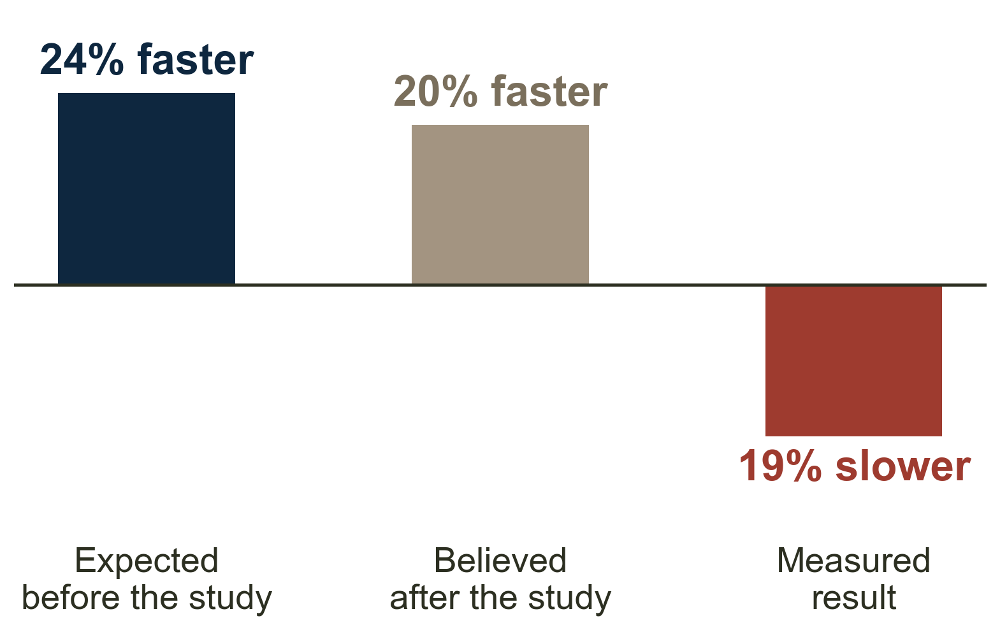 24% faster
20% faster
19% slower
Expected
before the study
Believed
after the study
Measured
result